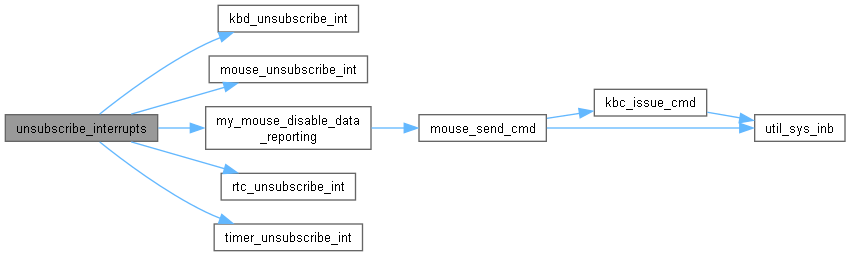 kbd_unsubscribe_int
mouse_unsubscribe_int
unsubscribe_interrupts
my_mouse_disable_data
_reporting
mouse_send_cmd
kbc_issue_cmd
util_sys_inb
rtc_unsubscribe_int
timer_unsubscribe_int